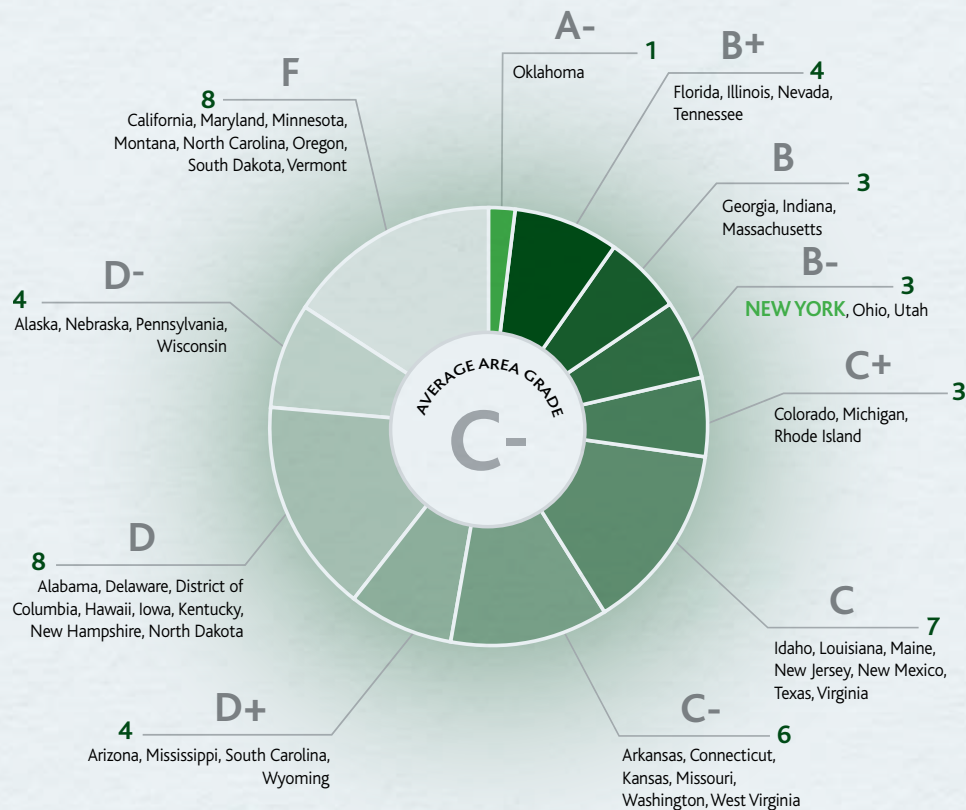 A-
1
Oklahoma
B+
4
Florida, Illinois, Nevada,
Tennessee
B
3
Georgia, Indiana,
Massachusetts
B-
3
NEW YORK, Ohio, Utah
C+
3
Colorado, Michigan,
Rhode Island
C
7
Idaho, Louisiana, Maine,
New Jersey, New Mexico,
Texas, Virginia
C-
6
Arkansas, Connecticut,
Kansas, Missouri,
Washington, West Virginia
D+
4
Arizona, Mississippi, South Carolina,
Wyoming
D
8
Alabama, Delaware, District of
Columbia, Hawaii, Iowa, Kentucky,
New Hampshire, North Dakota
D-
4
Alaska, Nebraska, Pennsylvania,
Wisconsin
F
8
California, Maryland, Minnesota,
Montana, North Carolina, Oregon,
South Dakota, Vermont
AVERAGE AREA GRADE
C-